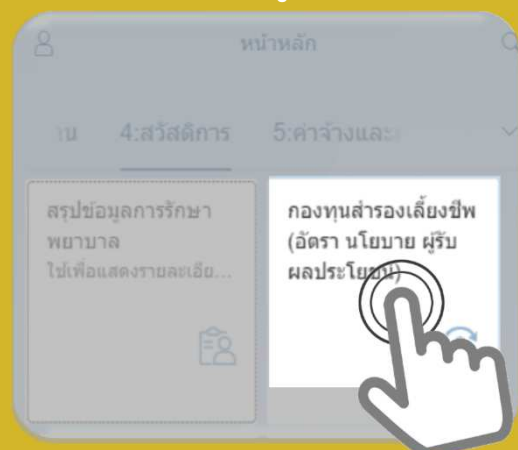 หน้าหลัก
4:สวัสดิการ
5:ค่าจ้างและ
สรุปข้อมูลการรักษา
พยาบาล
ใช้เพื่อแสดงรายละเอีย...
กองทุนสำรองเลี้ยงชีพ
(อัตรา นโยบาย ผู้รับ
ผลประโยชน์)